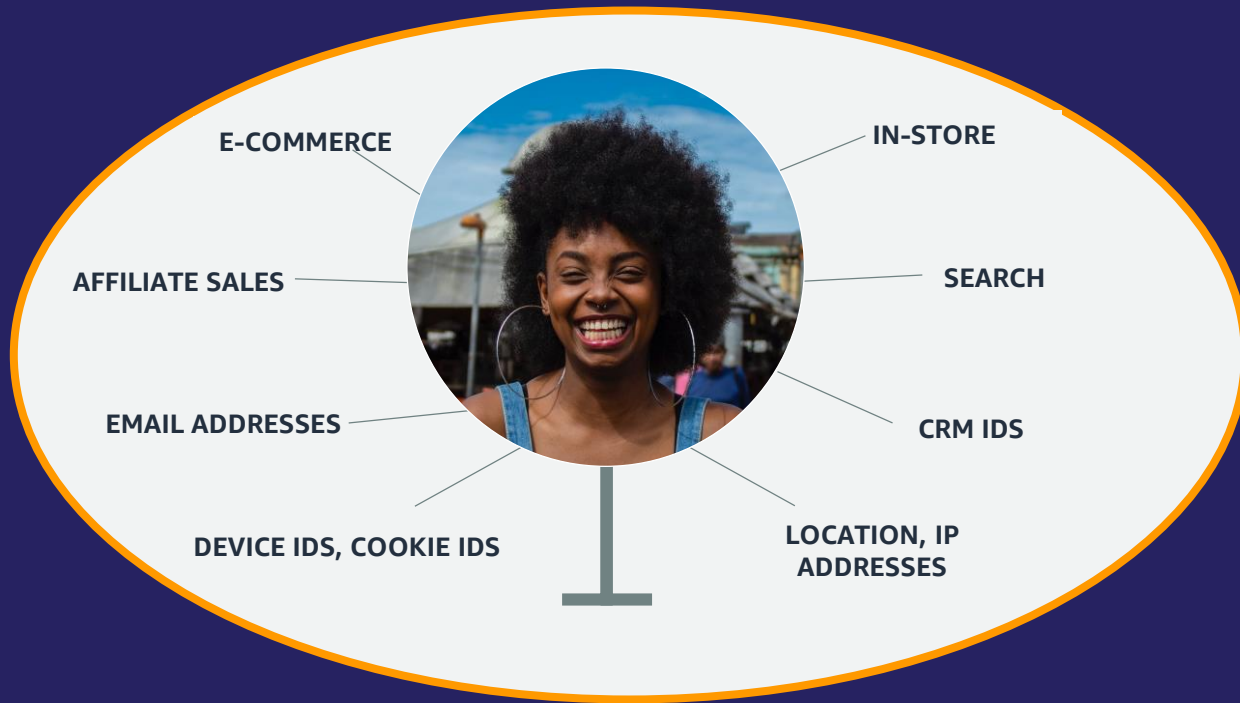 E-COMMERCE
IN-STORE
AFFILIATE SALES
SEARCH
EMAIL ADDRESSES
CRM IDS
DEVICE IDS, COOKIE IDS
LOCATION, IP
ADDRESSES